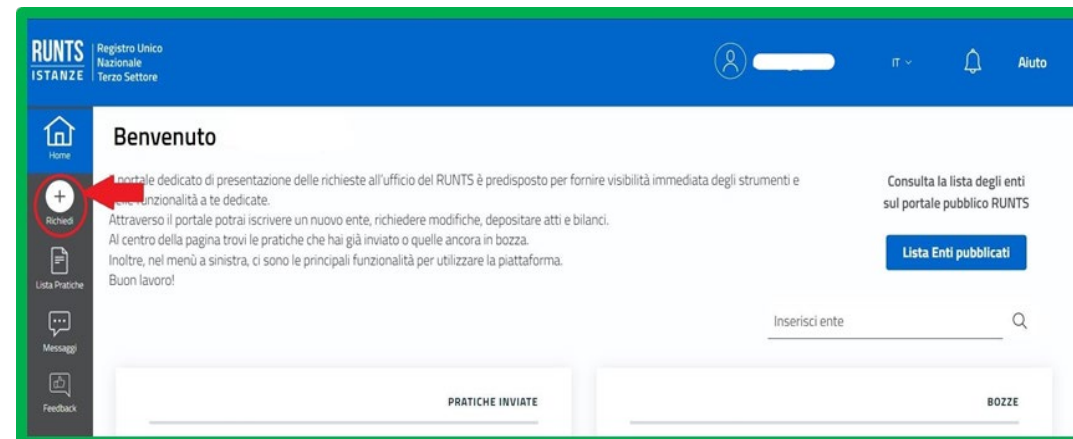 RUNTS
ISTANZE
Registro Unico
Nazionale
Terzo Settore
IT
Aiuto
Home
Richiedi
Lista Pratiche
Messaggi
Feedback
Benvenuto
portale dedicato di presentazione delle richieste all'ufficio del RUNTS è predisposto per fornire visibilità immediata degli strumenti e
funzionalità a te dedicate.
Attraverso il portale potrai iscrivere un nuovo ente, richiedere modifiche, depositare atti e bilanci.
Al centro della pagina trovi le pratiche che hai già inviato o quelle ancora in bozza.
Inoltre, nel menù a sinistra, ci sono le principali funzionalità per utilizzare la piattaforma.
Buon lavoro!
Consulta la lista degli enti
sul portale pubblico RUNTS
Lista Enti pubblicati
Inserisci ente
PRATICHE INVIATE
BOZZE